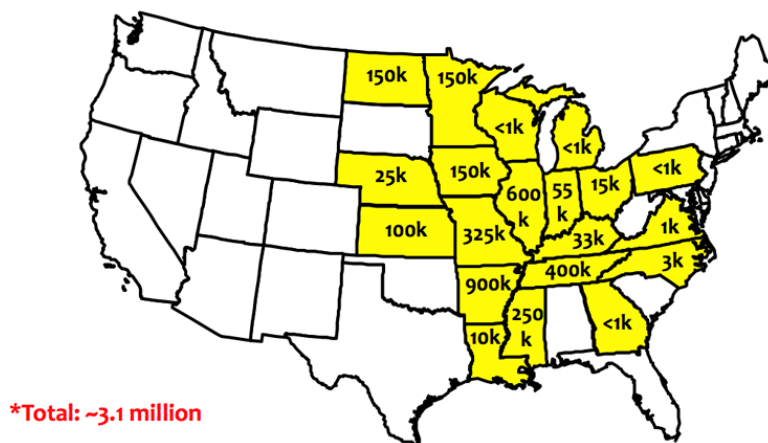 150k
150k
<1k
<1k
25k
150k
600
k
55
k
15k
<1k
100k
325k
33k
1k
900k
400k
3k
10k
250
k
<1k
*Total: ~3.1 million